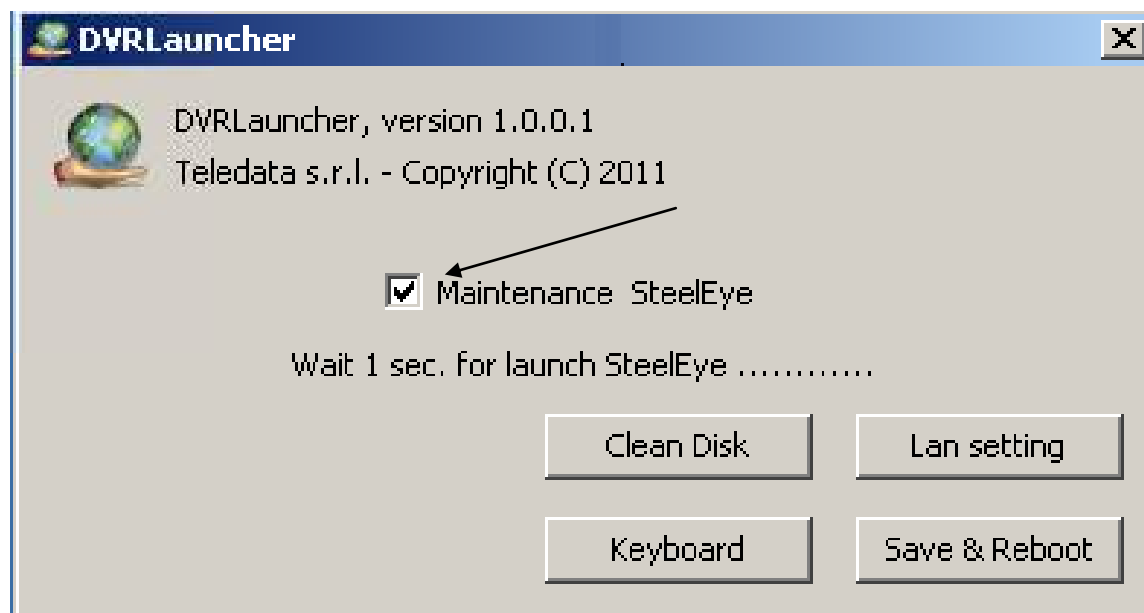 DVRLauncher
DVRLauncher, version 1.0.0.1
Teledata s.r.l. - Copyright (C) 2011
Maintenance SteelEye
Wait 1 sec. for launch SteelEye ............
Clean Disk
Lan setting
Keyboard
Save & Reboot